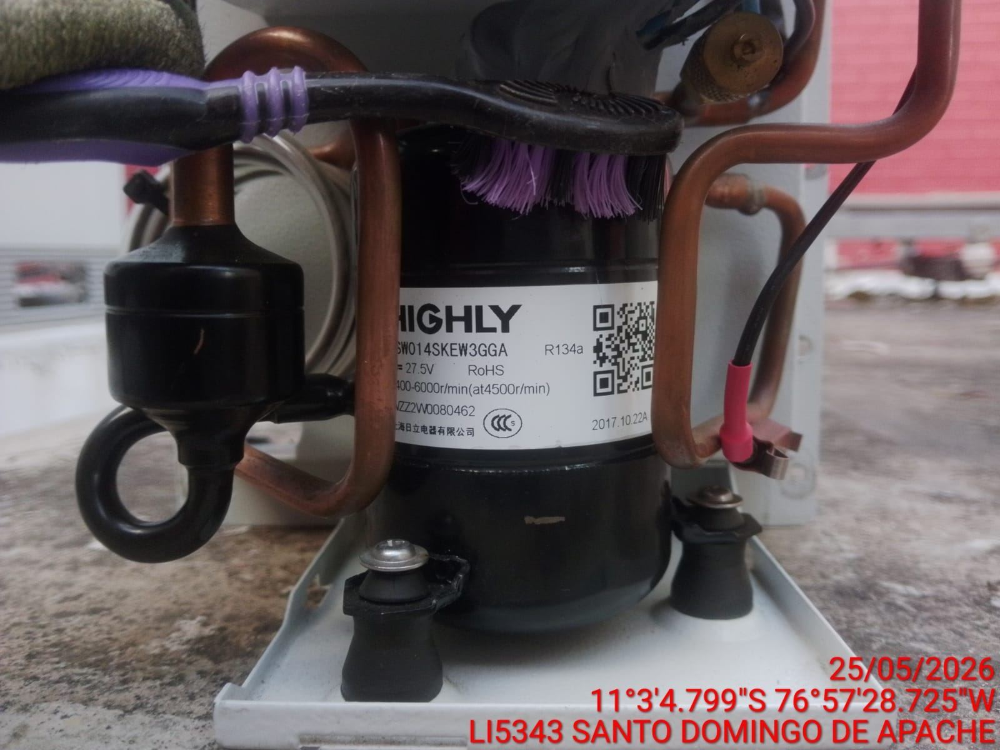 HIGHLY
SW014SKEW3GGA R134a
= 27.5V RoHS
400-6000r/min(at4500r/min)
ZZ2W0080462
CCC S
上海日立电器有限公司
2017.10.22A
25/05/2026
11°3'4.799"S 76°57'28.725"W
LI5343 SANTO DOMINGO DE APACHE